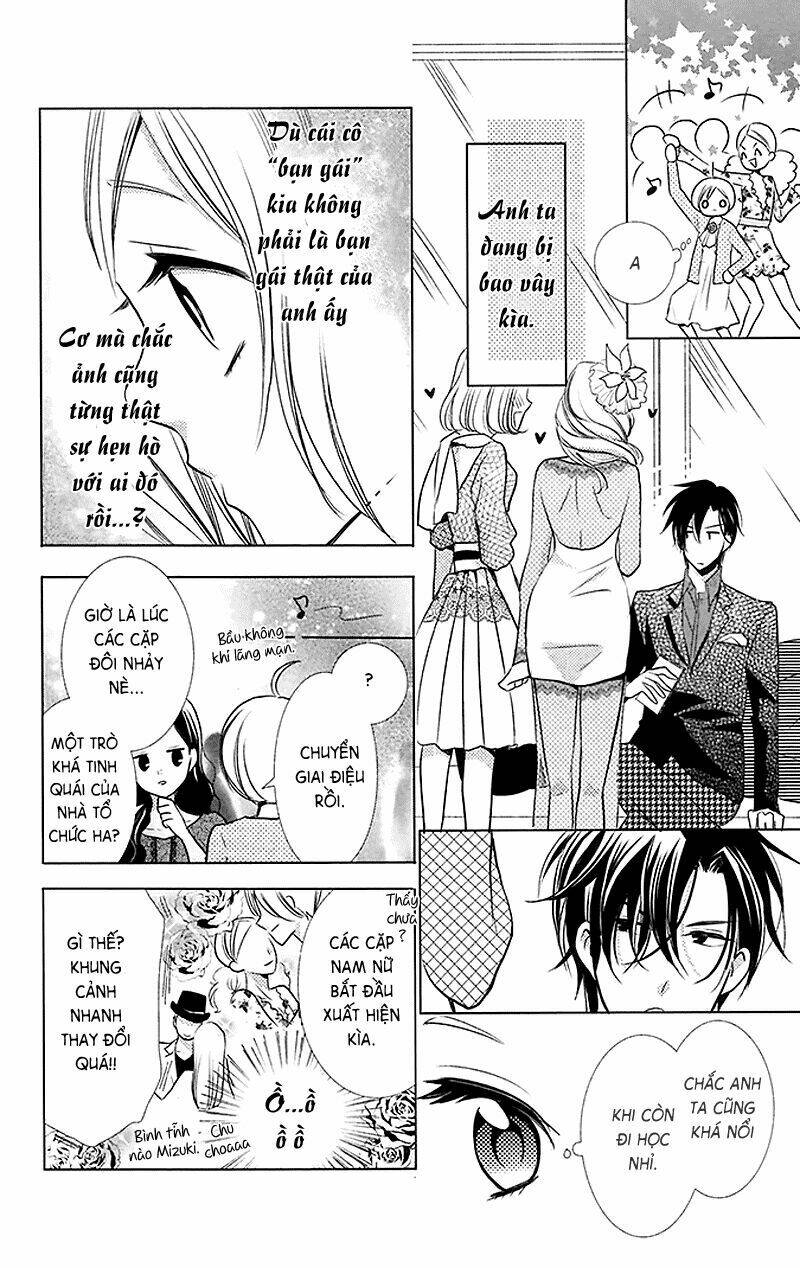 A
Anh ta
đang bị
bao vây
kìa.
CHẮC ANH
TA CŨNG
KHÁ NỔI
KHI CÒN
ĐI HỌC
NHỈ.
Dù cái cô
“bạn gái”
kia không
phải là bạn
gái thật của
anh ấy
Cơ mà chắc
ảnh cũng
từng thật
sự hẹn hò
với ai đó
rồi...?
?
CHUYỂN
GIAI ĐIỆU
RỒI.
Bầu không
khí lãng mạn.
GIỜ LÀ LÚC
CÁC CẶP
ĐÔI NHẢY
NÈ...
MỘT TRÒ
KHÁ TINH
QUÁI CỦA
NHÀ TỔ
CHỨC HA?
Thấy
chưa
?
CÁC CẶP
NAM NỮ
BẮT ĐẦU
XUẤT HIỆN
KÌA.
Ồ...ồ
ồ ồ
GÌ THẾ?
KHUNG
CẢNH
NHANH
THAY ĐỔI
QUÁ!!
Chu
choaaa
Bình tĩnh
nào Mizuki.